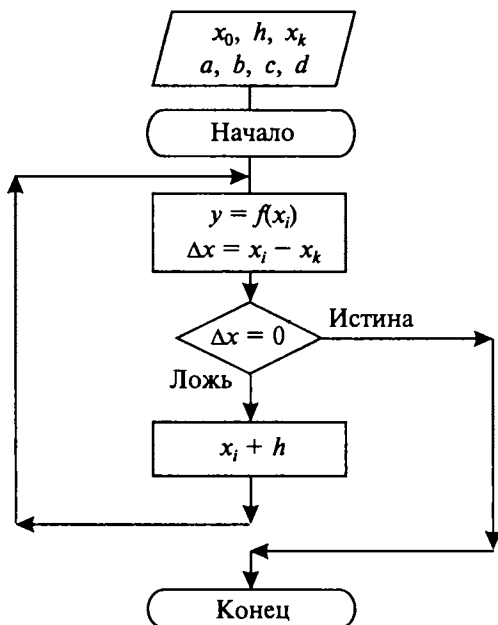 x₀, h, xₖ
a, b, c, d
Начало
y = f(xᵢ)
Δx = xᵢ − xₖ
Δx = 0
Истина
Ложь
xᵢ + h
Конец